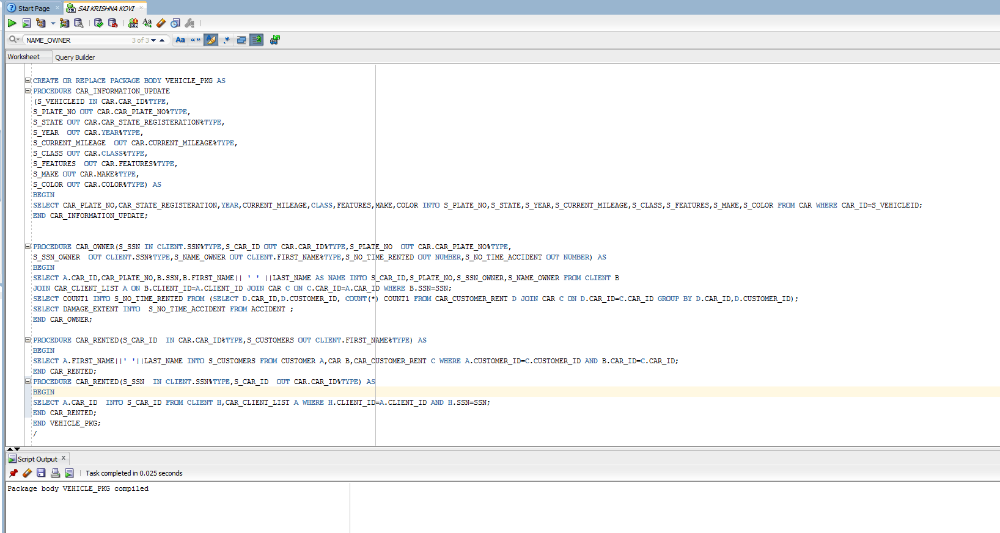 Start Page
SAI KRISHNA KOVI
NAME_OWNER 3 of 3 Aa “ ” .*
Worksheet Query Builder
CREATE OR REPLACE PACKAGE BODY VEHICLE_PKG AS
PROCEDURE CAR_INFORMATION_UPDATE
(S_VEHICLEID IN CAR.CAR_ID%TYPE,
S_PLATE_NO OUT CAR.CAR_PLATE_NO%TYPE,
S_STATE OUT CAR.CAR_STATE_REGISTERATION%TYPE,
S_YEAR  OUT CAR.YEAR%TYPE,
S_CURRENT_MILEAGE  OUT CAR.CURRENT_MILEAGE%TYPE,
S_CLASS OUT CAR.CLASS%TYPE,
S_FEATURES  OUT CAR.FEATURES%TYPE,
S_MAKE OUT CAR.MAKE%TYPE,
S_COLOR OUT CAR.COLOR%TYPE) AS
BEGIN
SELECT CAR_PLATE_NO,CAR_STATE_REGISTERATION,YEAR,CURRENT_MILEAGE,CLASS,FEATURES,MAKE,COLOR INTO S_PLATE_NO,S_STATE,S_YEAR,S_CURRENT_MILEAGE,S_CLASS,S_FEATURES,S_MAKE,S_COLOR FROM CAR WHERE CAR_ID=S_VEHICLEID;
END CAR_INFORMATION_UPDATE;
PROCEDURE CAR_OWNER(S_SSN IN CLIENT.SSN%TYPE,S_CAR_ID OUT CAR.CAR_ID%TYPE,S_PLATE_NO  OUT CAR.CAR_PLATE_NO%TYPE,
S_SSN_OWNER  OUT CLIENT.SSN%TYPE,S_NAME_OWNER OUT CLIENT.FIRST_NAME%TYPE,S_NO_TIME_RENTED OUT NUMBER,S_NO_TIME_ACCIDENT OUT NUMBER) AS
BEGIN
SELECT A.CAR_ID,CAR_PLATE_NO,B.SSN,B.FIRST_NAME|| ' ' ||LAST_NAME AS NAME INTO S_CAR_ID,S_PLATE_NO,S_SSN_OWNER,S_NAME_OWNER FROM CLIENT B
JOIN CAR_CLIENT_LIST A ON B.CLIENT_ID=A.CLIENT_ID JOIN CAR C ON C.CAR_ID=A.CAR_ID WHERE B.SSN=SSN;
SELECT COUNT1 INTO S_NO_TIME_RENTED FROM (SELECT D.CAR_ID,D.CUSTOMER_ID, COUNT(*) COUNT1 FROM CAR_CUSTOMER_RENT D JOIN CAR C ON D.CAR_ID=C.CAR_ID GROUP BY D.CAR_ID,D.CUSTOMER_ID);
SELECT DAMAGE_EXTENT INTO  S_NO_TIME_ACCIDENT FROM ACCIDENT ;
END CAR_OWNER;
PROCEDURE CAR_RENTED(S_CAR_ID  IN CAR.CAR_ID%TYPE,S_CUSTOMERS OUT CLIENT.FIRST_NAME%TYPE) AS
BEGIN
SELECT A.FIRST_NAME||' '||LAST_NAME INTO S_CUSTOMERS FROM CUSTOMER A,CAR B,CAR_CUSTOMER_RENT C WHERE A.CUSTOMER_ID=C.CUSTOMER_ID AND B.CAR_ID=C.CAR_ID;
END CAR_RENTED;
PROCEDURE CAR_RENTED(S_SSN  IN CLIENT.SSN%TYPE,S_CAR_ID  OUT CAR.CAR_ID%TYPE) AS
BEGIN
SELECT A.CAR_ID  INTO S_CAR_ID FROM CLIENT H,CAR_CLIENT_LIST A WHERE H.CLIENT_ID=A.CLIENT_ID AND H.SSN=SSN;
END CAR_RENTED;
END VEHICLE_PKG;
/
Script Output x
Task completed in 0.025 seconds
Package body VEHICLE_PKG compiled